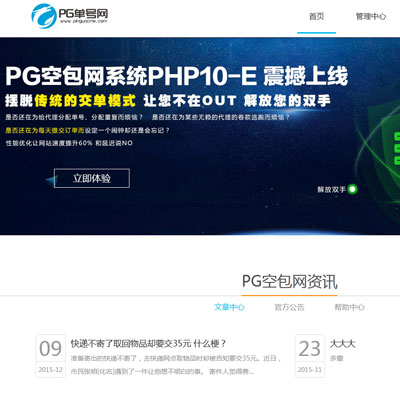 PG单号网
首页
管理中心
PG空包网系统PHP10-E 震撼上线
摆脱传统的交单模式 让您不在OUT 解放您的双手
是否还在为给代理分配单号、分配重复而烦恼？ 是否还在为某些无赖的代理的卷款逃跑而烦恼？
是否还在为每天提交订单而设定一个闹钟却还是会忘记？
性能优化让网站速度提升60% 和延迟说NO
立即体验
解放双手
PG空包网资讯
文章中心
官方公告
帮助中心
09
2015-12
快递不寄了取回物品却要交35元 什么梗？
准备寄出的快递不寄了，去快递网点取物品时却被告知要交35元。近日，
市民张明(化名)遇到了一件让他想不明白的事。 寄件人觉得善...
23
2015-11
大大大
多撒